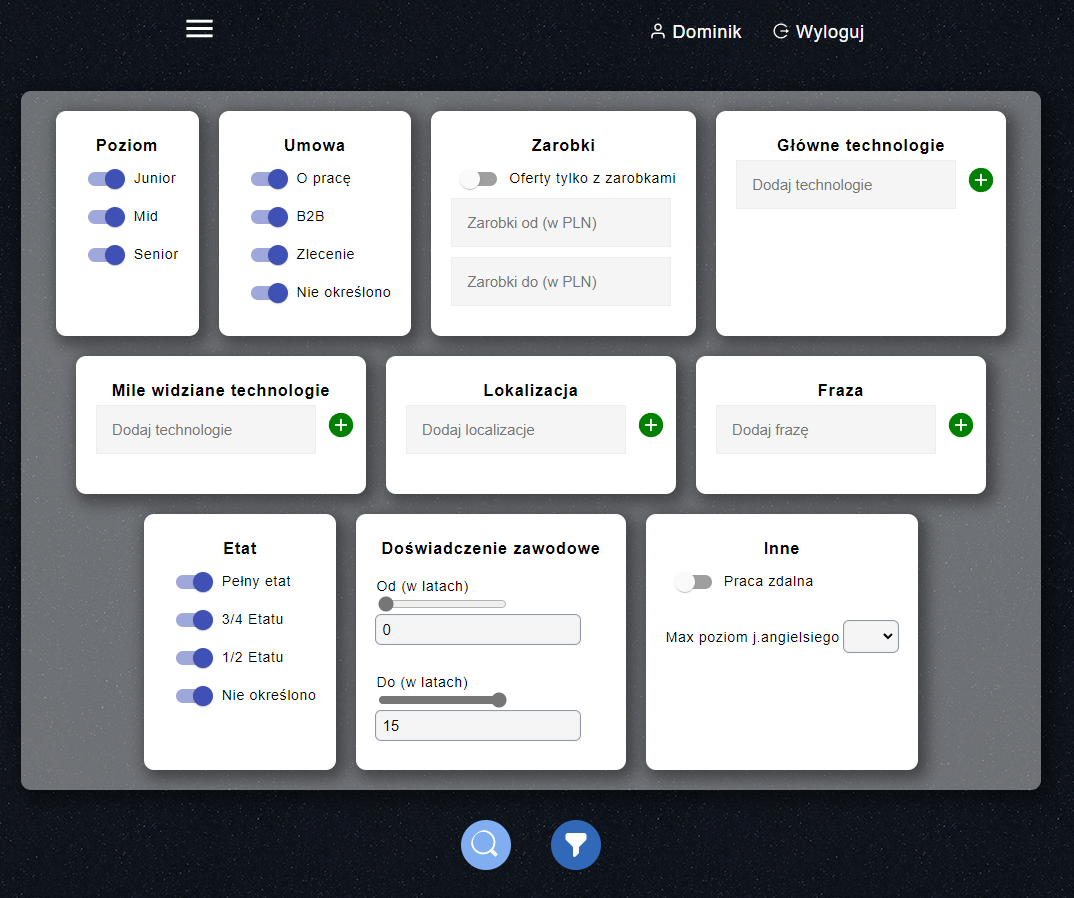 Dominik
Wyloguj
Poziom
Junior
Mid
Senior
Umowa
O pracę
B2B
Zlecenie
Nie określono
Zarobki
Oferty tylko z zarobkami
Zarobki od (w PLN)
Zarobki do (w PLN)
Główne technologie
Dodaj technologie
Mile widziane technologie
Dodaj technologie
Lokalizacja
Dodaj localizacje
Fraza
Dodaj frazę
Etat
Pełny etat
3/4 Etatu
1/2 Etatu
Nie określono
Doświadczenie zawodowe
Od (w latach)
0
Do (w latach)
15
Inne
Praca zdalna
Max poziom j.angielsiego